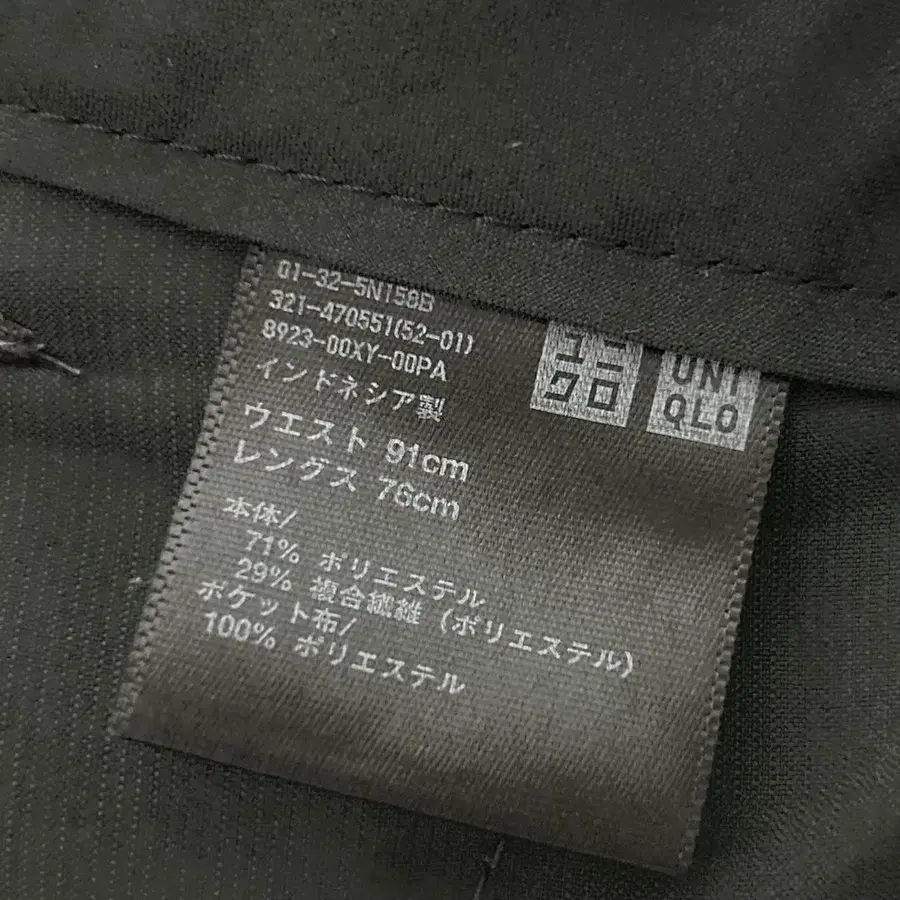 01-32-5N158B
321-470551(52-01)
8923-00XY-00PA
インドネシア製
ユニ
クロ
UNI
QLO
ウエスト 91cm
レングス 76cm
本体/
71% ポリエステル
29% 複合繊維 (ポリエステル)
ポケット布/
100% ポリエステル